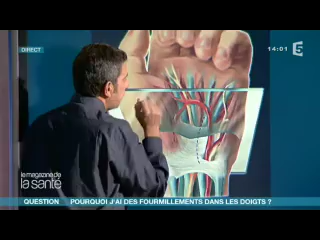 DIRECT
14:01
5
le magazine de
la santé
QUESTION POURQUOI J'AI DES FOURMILLEMENTS DANS LES DOIGTS ?